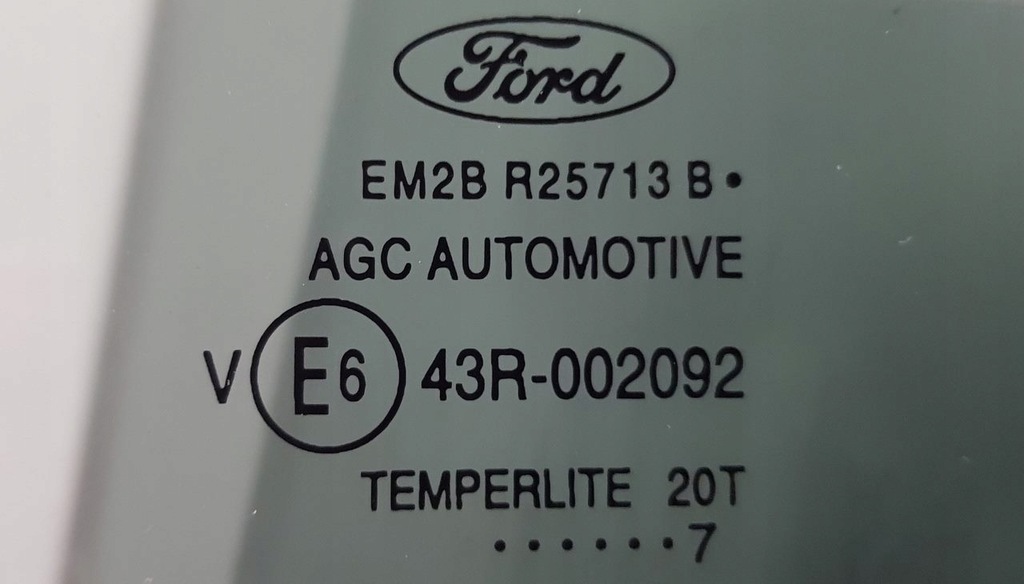 Ford
EM2B R25713 B•
AGC AUTOMOTIVE
V E6 43R-002092
TEMPERLITE 20T
••••••7